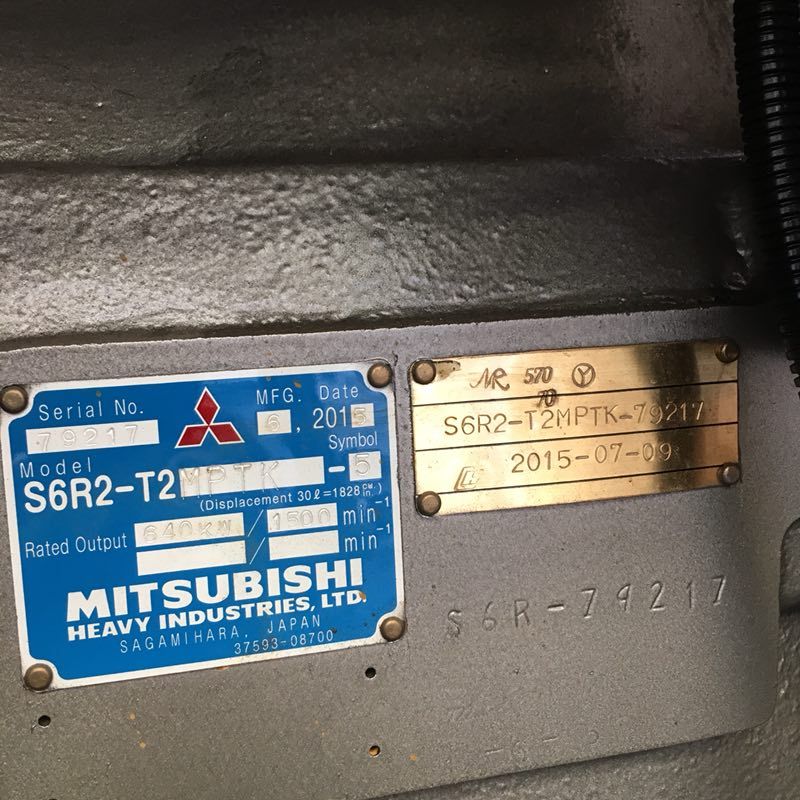 Serial No.
79217
MFG. Date
6, 2015
Model
Symbol
S6R2-T2MPTK-5
(Displacement 30ℓ=1828 cu. in.)
Rated Output 640KW / 1500 min⁻¹
/ min⁻¹
MITSUBISHI
HEAVY INDUSTRIES, LTD.
SAGAMIHARA, JAPAN
37593-08700
NR 570
70
S6R2-T2MPTK-79217
2015-07-09
S6R-79217